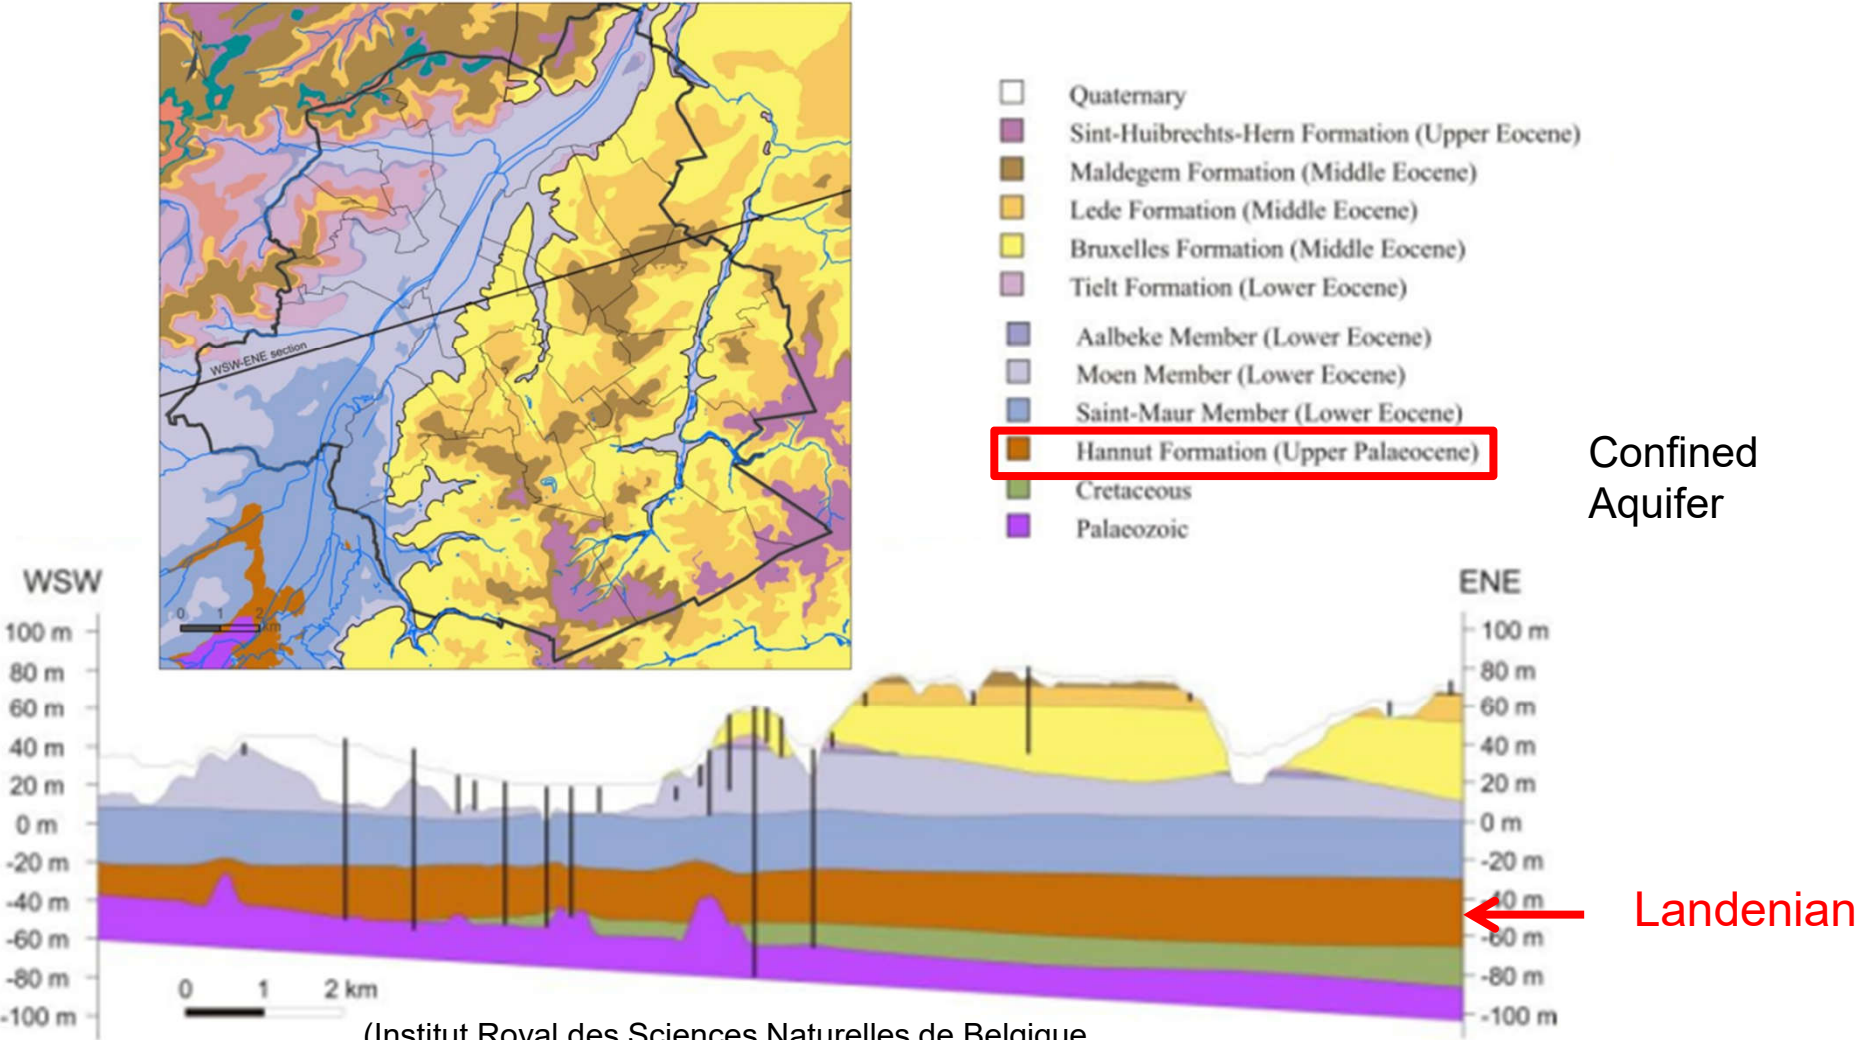 N
WSW-ENE section
0 1 2 km
Quaternary
Sint-Huibrechts-Hern Formation (Upper Eocene)
Maldegem Formation (Middle Eocene)
Lede Formation (Middle Eocene)
Bruxelles Formation (Middle Eocene)
Tielt Formation (Lower Eocene)
Aalbeke Member (Lower Eocene)
Moen Member (Lower Eocene)
Saint-Maur Member (Lower Eocene)
Hannut Formation (Upper Palaeocene)
Cretaceous
Palaeozoic
Confined
Aquifer
WSW
ENE
100 m
80 m
60 m
40 m
20 m
0 m
-20 m
-40 m
-60 m
-80 m
-100 m
100 m
80 m
60 m
40 m
20 m
0 m
-20 m
-40 m
-60 m
-80 m
-100 m
Landenian
0 1 2 km
(Institut Royal des Sciences Naturelles de Belgique